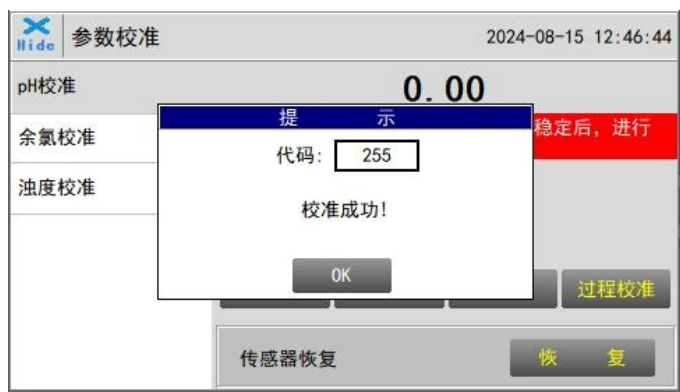 Hide 参数校准 2024-08-15 12:46:44
pH校准
0.00
余氯校准
稳定后，进行
浊度校准
提 示
代码: 255
校准成功!
OK
过程校准
传感器恢复
恢 复